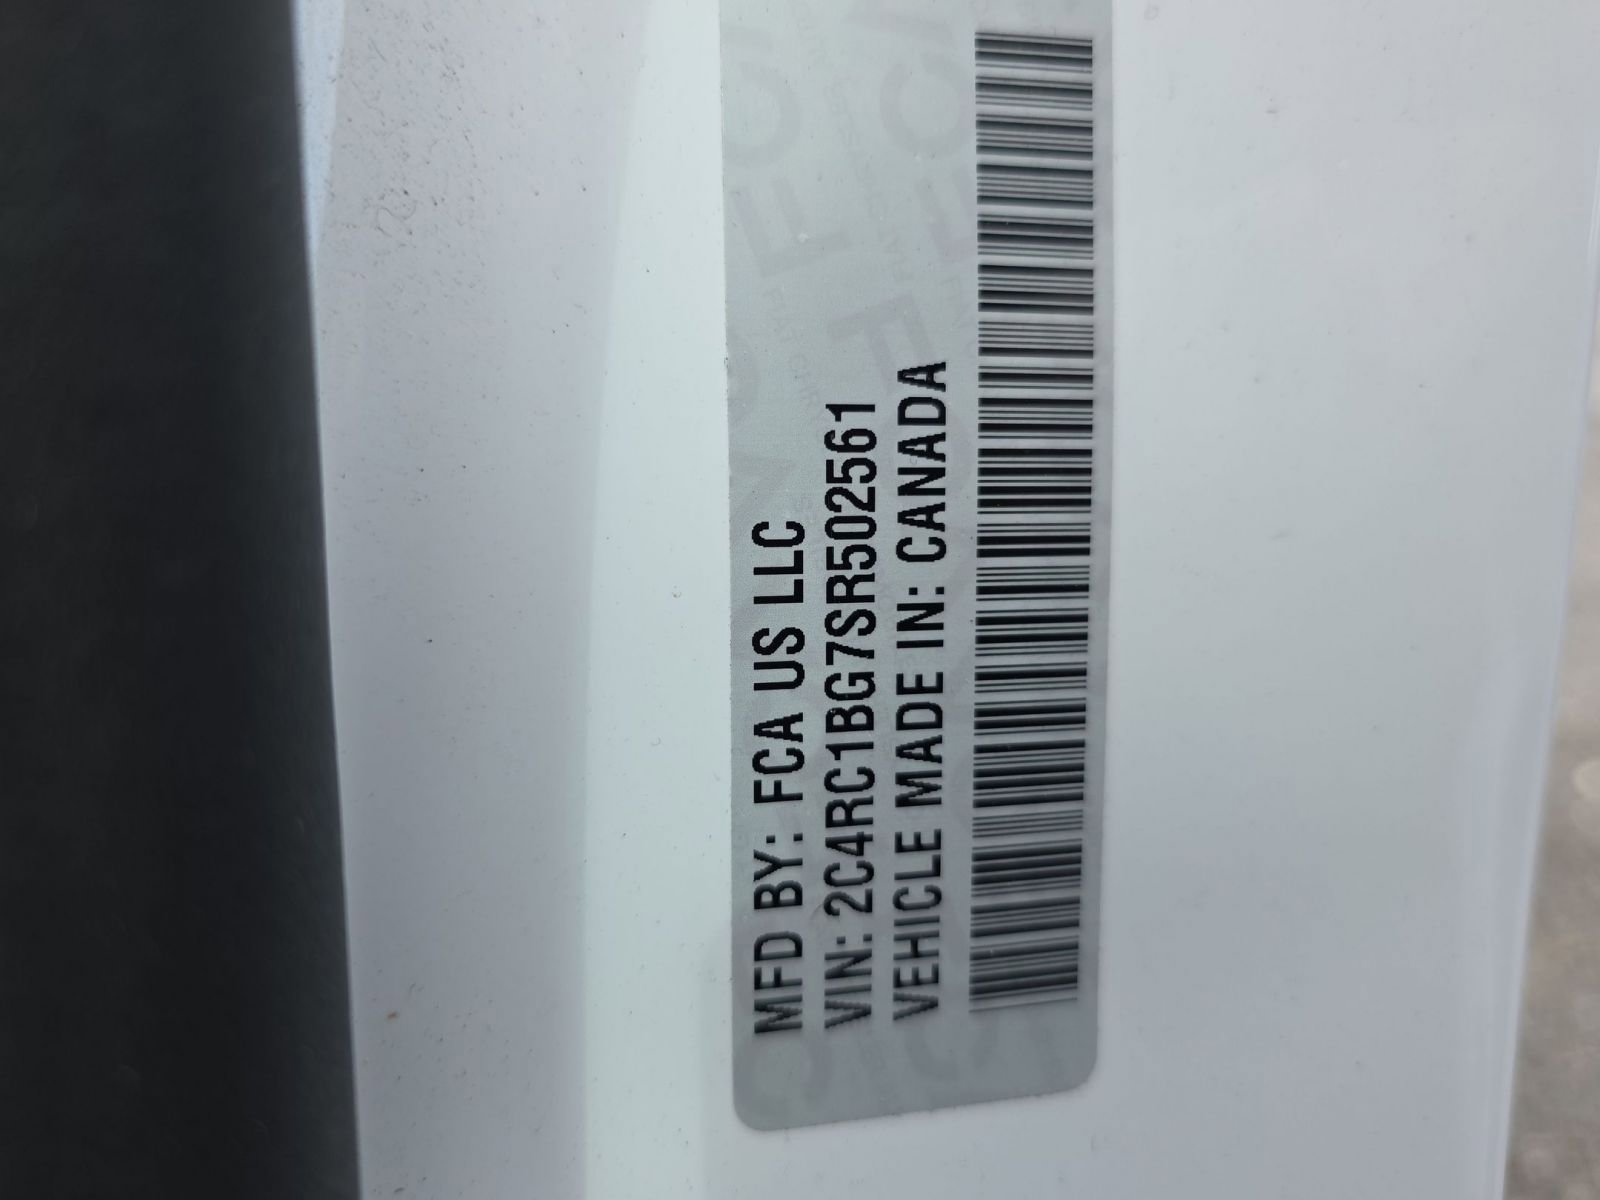 MFD BY: FCA US LLC
VIN: 2C4RC1BG7SR502561
VEHICLE MADE IN: CANADA